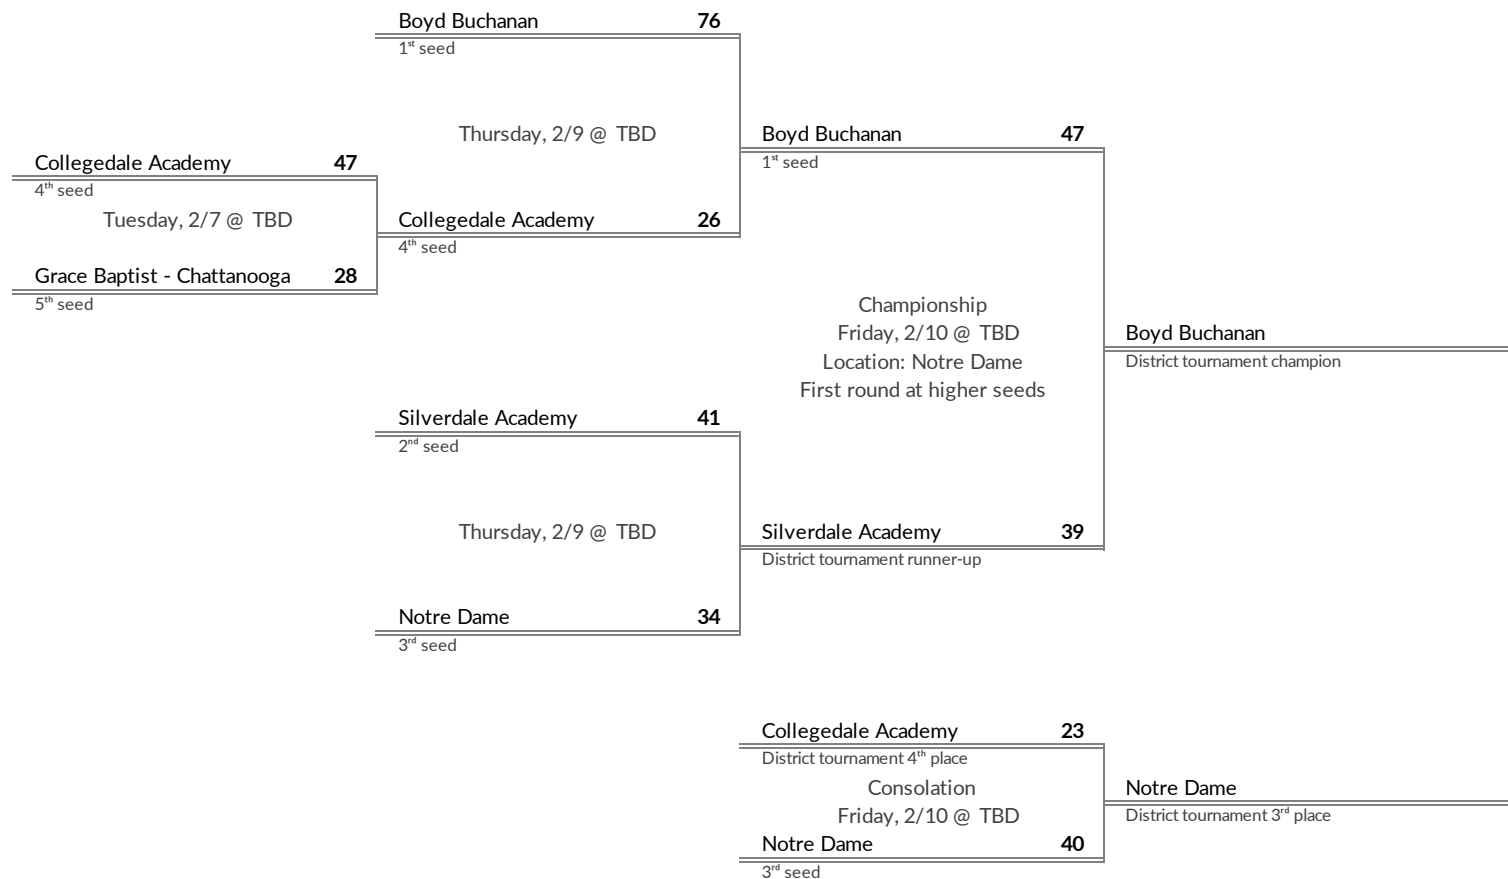 Boyd Buchanan 76
1st seed
Thursday, 2/9 @ TBD
Collegedale Academy 26
4th seed
Collegedale Academy 47
4th seed
Tuesday, 2/7 @ TBD
Grace Baptist - Chattanooga 28
5th seed
Boyd Buchanan 47
1st seed
Championship
Friday, 2/10 @ TBD
Location: Notre Dame
First round at higher seeds
Boyd Buchanan
District tournament champion
Silverdale Academy 41
2nd seed
Thursday, 2/9 @ TBD
Notre Dame 34
3rd seed
Silverdale Academy 39
District tournament runner-up
Collegedale Academy 23
District tournament 4th place
Consolation
Friday, 2/10 @ TBD
Notre Dame 40
3rd seed
Notre Dame
District tournament 3rd place